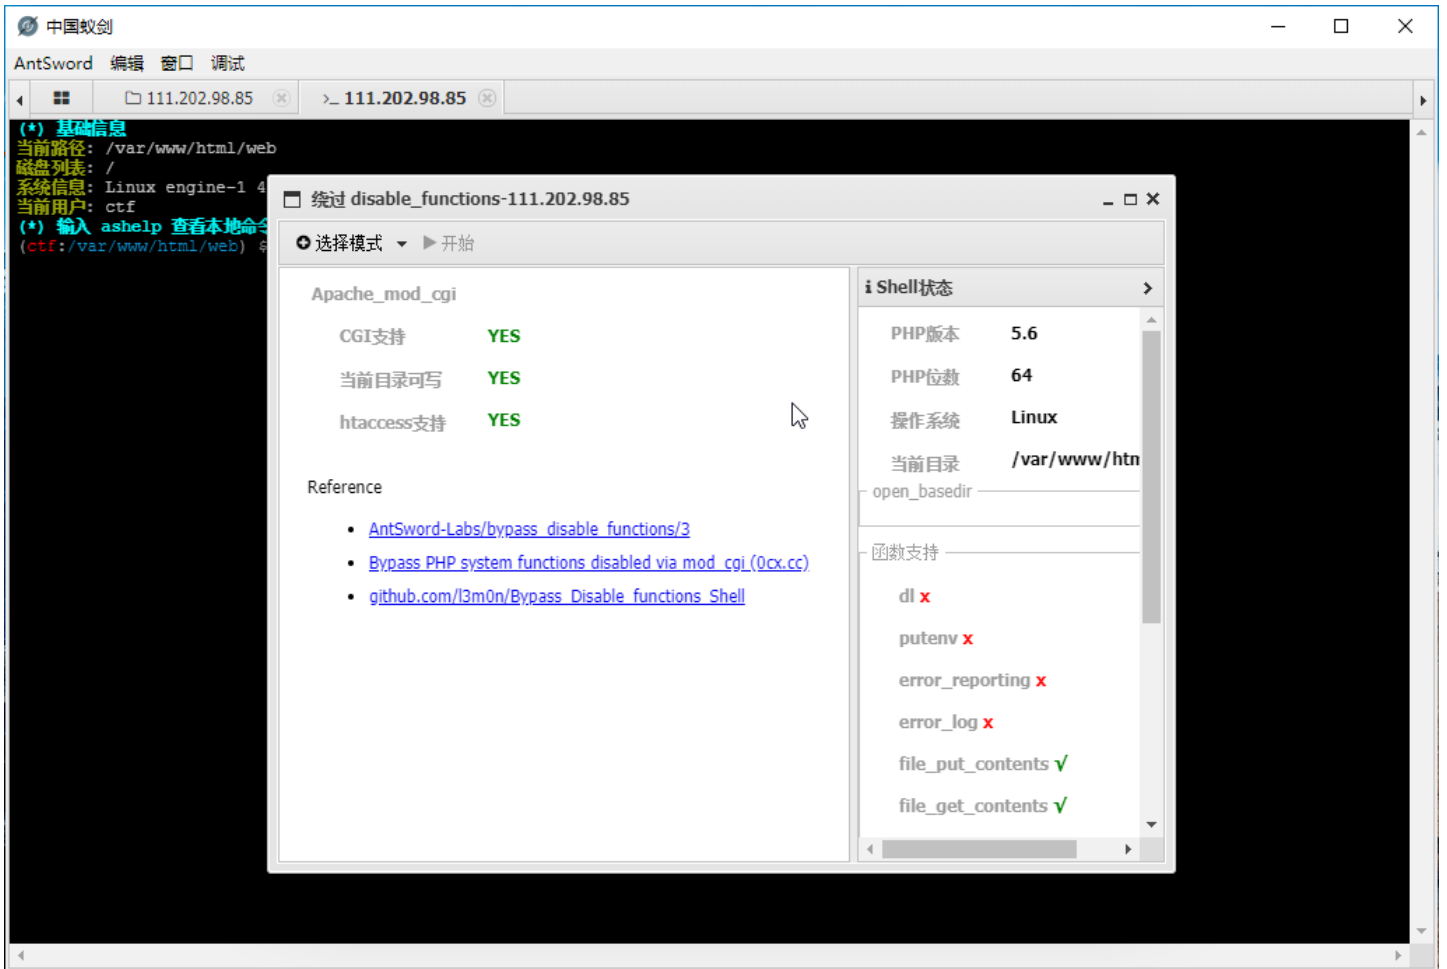 中国蚁剑
AntSword 编辑 窗口 调试
111.202.98.85 >_ 111.202.98.85
(*) 基础信息
当前路径: /var/www/html/web
磁盘列表: /
系统信息: Linux engine-1 4
当前用户: ctf
(*) 输入 ashelp 查看本地命令
(ctf:/var/www/html/web) $
绕过 disable_functions-111.202.98.85
选择模式 开始
Apache_mod_cgi
CGI支持 YES
当前目录可写 YES
htaccess支持 YES
Reference
• AntSword-Labs/bypass_disable_functions/3
• Bypass PHP system functions disabled via mod_cgi (0cx.cc)
• github.com/l3m0n/Bypass_Disable_functions_Shell
Shell状态
PHP版本 5.6
PHP位数 64
操作系统 Linux
当前目录 /var/www/htm
open_basedir
函数支持
dl x
putenv x
error_reporting x
error_log x
file_put_contents √
file_get_contents √